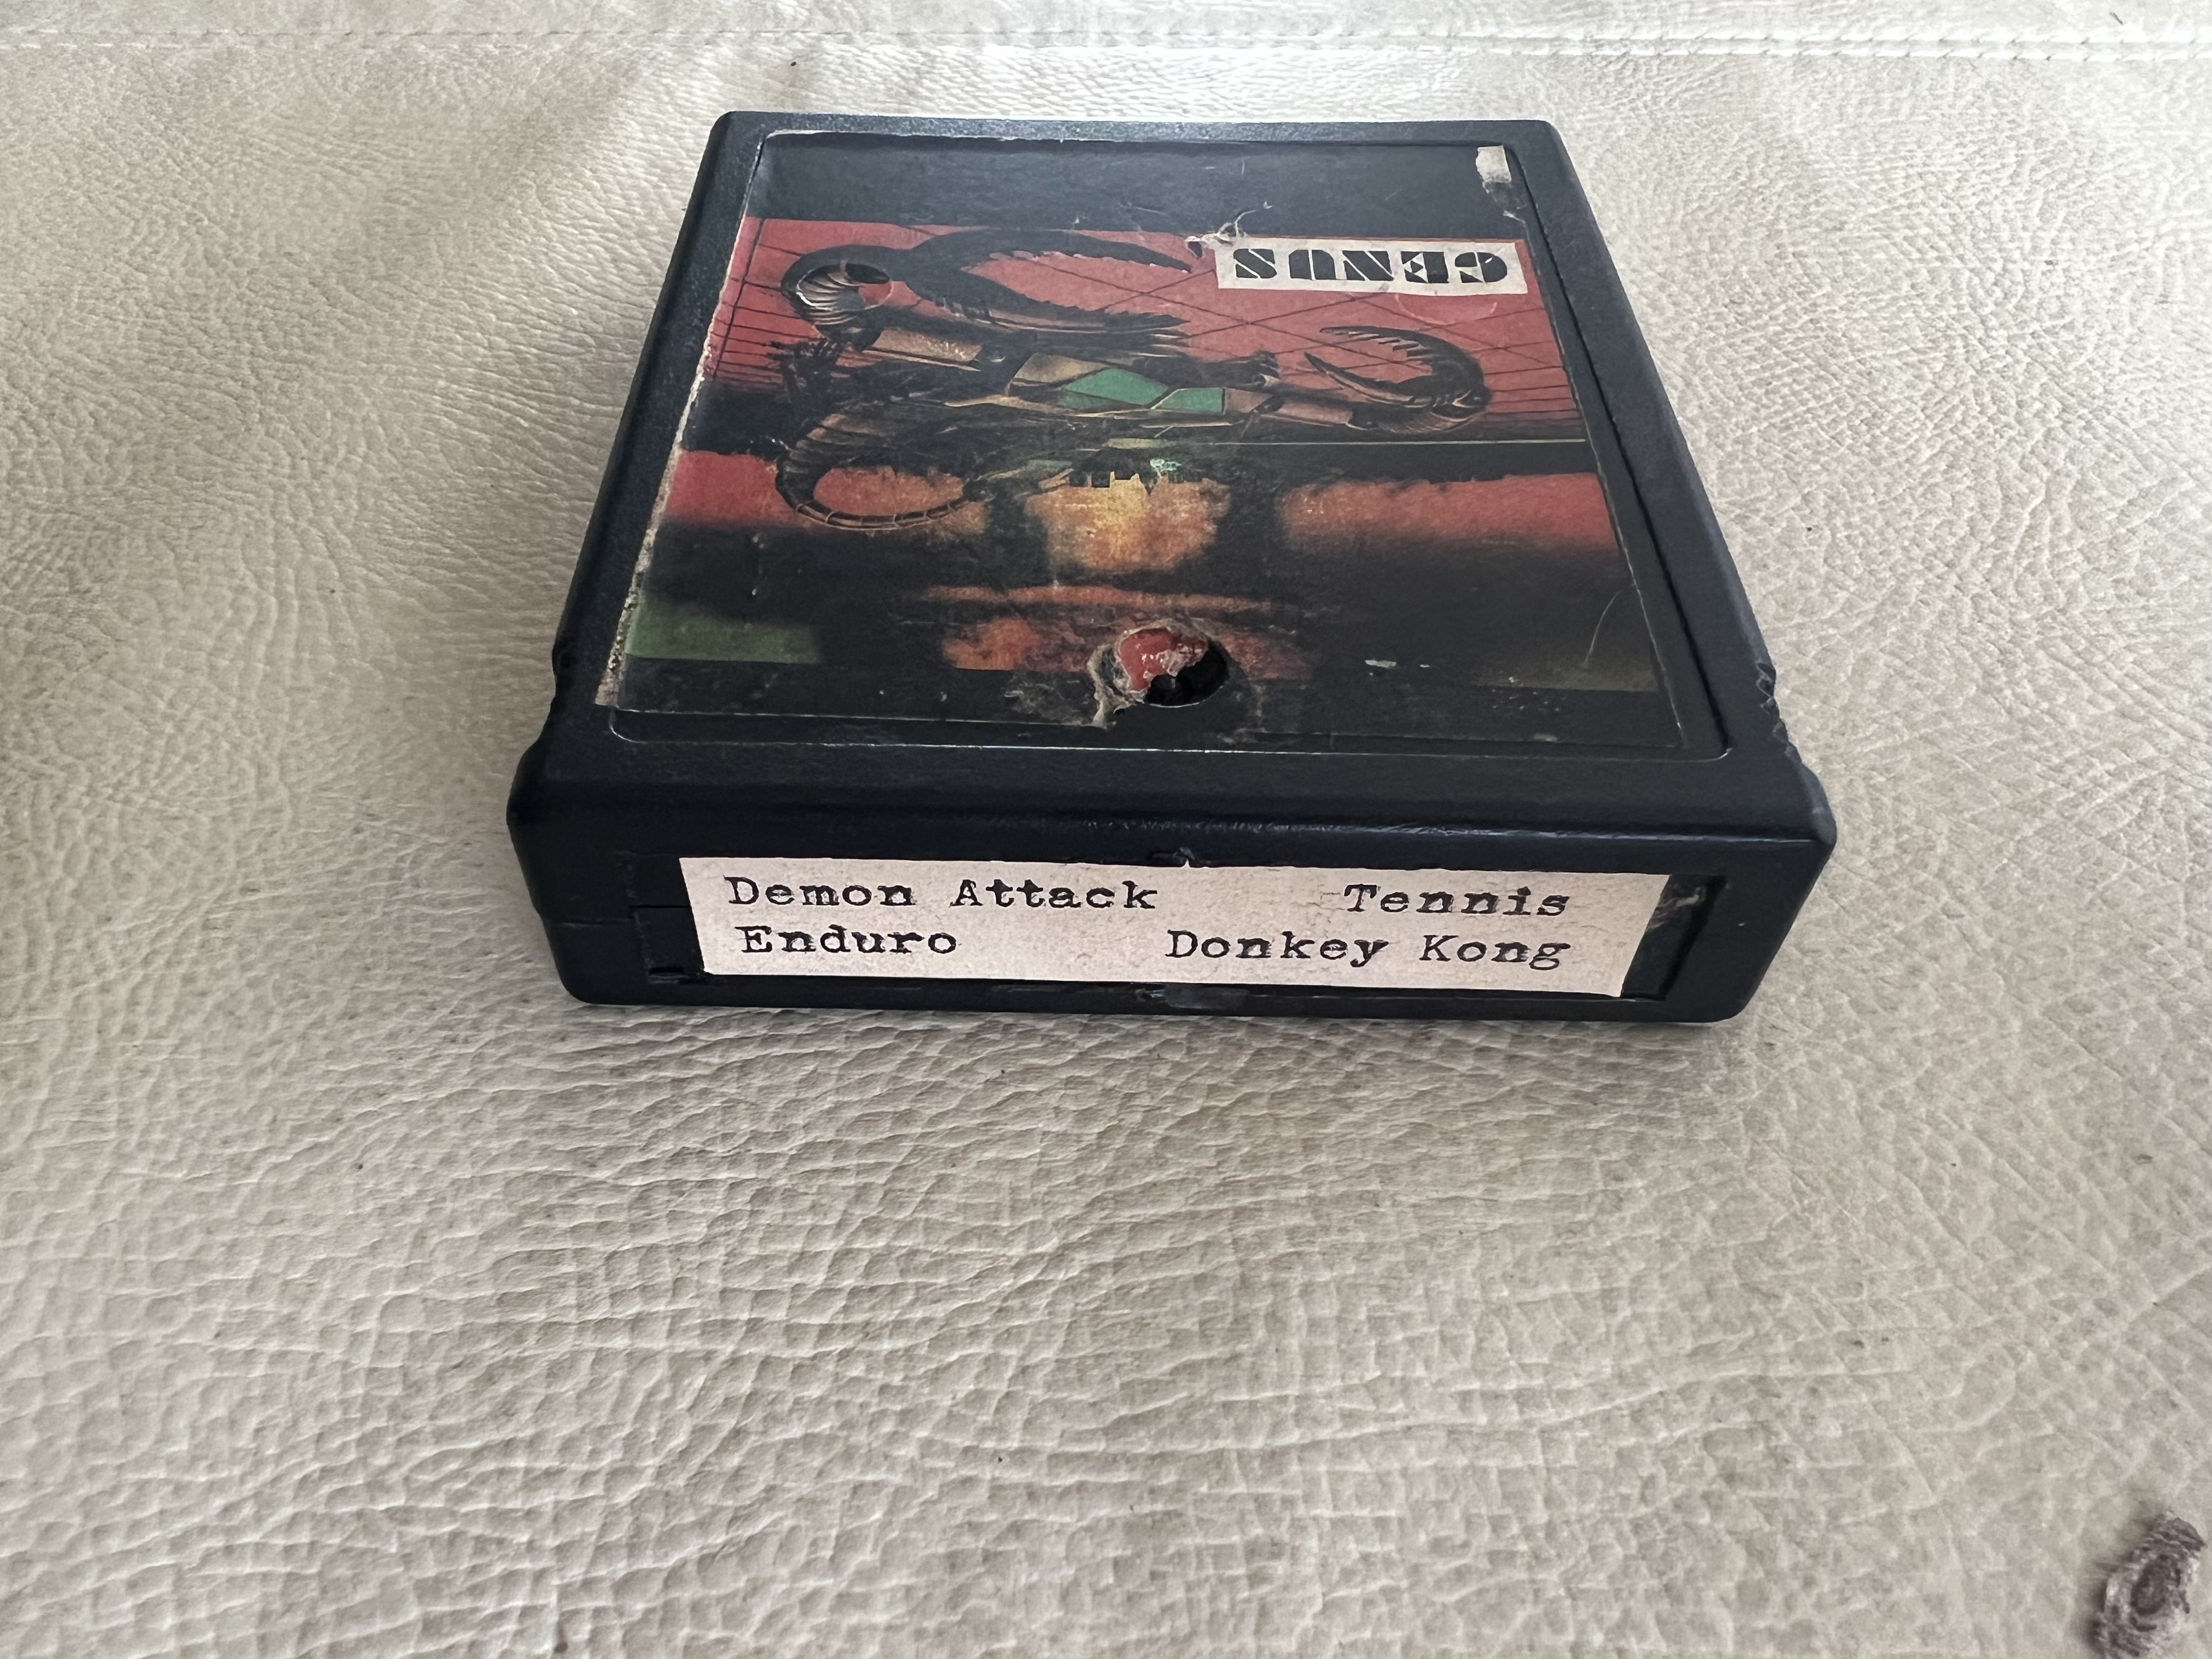 GENUS
Demon Attack Tennis
Enduro Donkey Kong